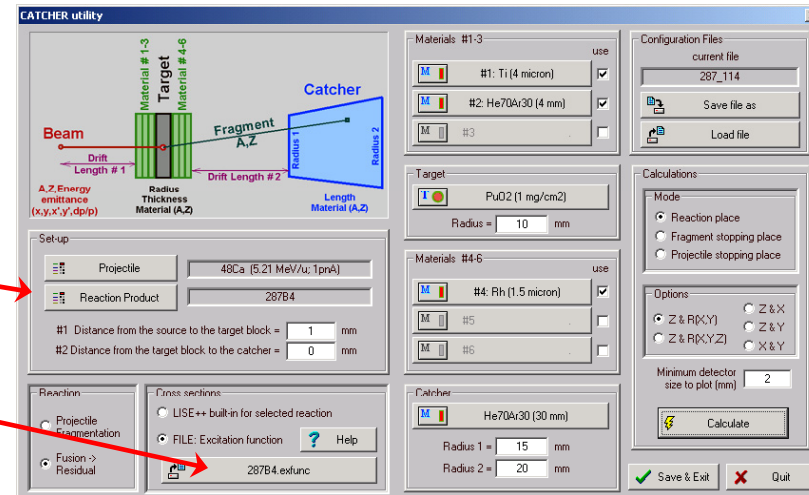 CATCHER utility
Material # 1-3
Target
Material # 4-6
Catcher
Beam
Fragment
A,Z
Radius 1
Radius 2
Drift
Length # 1
Drift Length #2
A,Z,Energy
emittance
(x,y,x',y',dp/p)
Radius
Thickness
Material (A,Z)
Length
Material (A,Z)
Set-up
Projectile
48Ca (5.21 MeV/u; 1pnA)
Reaction Product
287B4
#1 Distance from the source to the target block = 1 mm
#2 Distance from the target block to the catcher = 0 mm
Reaction
Projectile
Fragmentation
Fusion ->
Residual
Cross sections
LISE++ built-in for selected reaction
FILE: Excitation function
? Help
287B4.exfunc
Materials #1-3
use
M
#1: Ti (4 micron)
M
#2: He70Ar30 (4 mm)
M
#3
Target
T
PuO2 (1 mg/cm2)
Radius = 10 mm
Materials #4-6
use
M
#4: Rh (1.5 micron)
M
#5
M
#6
Catcher
M
He70Ar30 (30 mm)
Radius 1 = 15 mm
Radius 2 = 20 mm
Configuration Files
current file
287_114
Save file as
Load file
Calculations
Mode
Reaction place
Fragment stopping place
Projectile stopping place
Options
Z & R(X,Y)
Z & R(X,Y,Z)
Z & X
Z & Y
X & Y
Minimum detector
size to plot (mm) 2
Calculate
Save & Exit
Quit